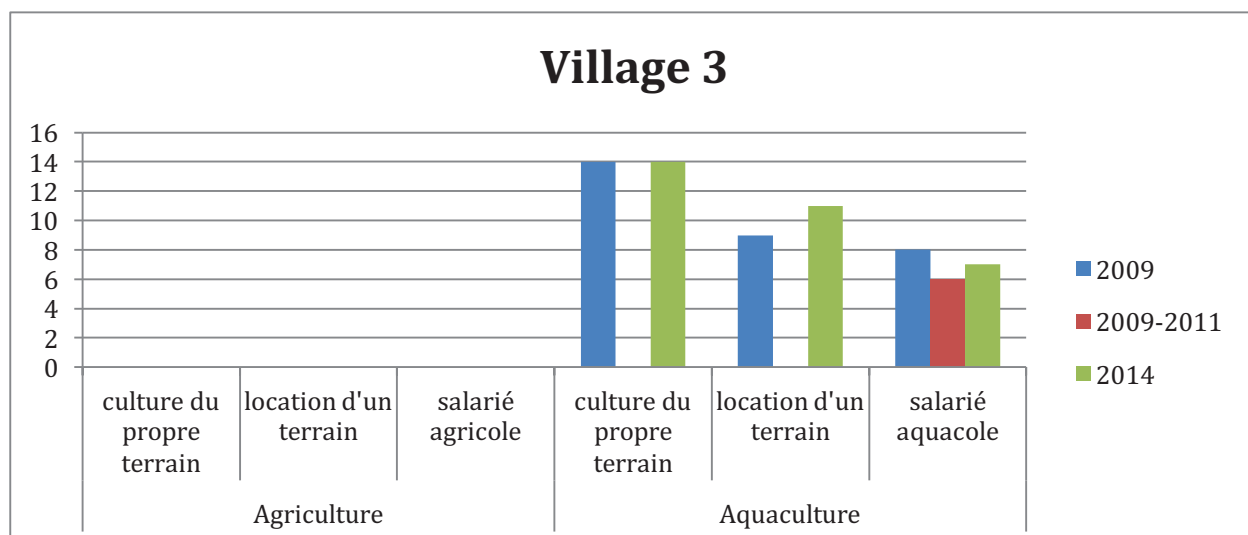 Village 3
16
14
12
10
8
6
4
2
0
culture du
propre
terrain
location d'un
terrain
salarié
agricole
culture du
propre
terrain
location d'un
terrain
salarié
aquacole
Agriculture
Aquaculture
2009
2009-2011
2014